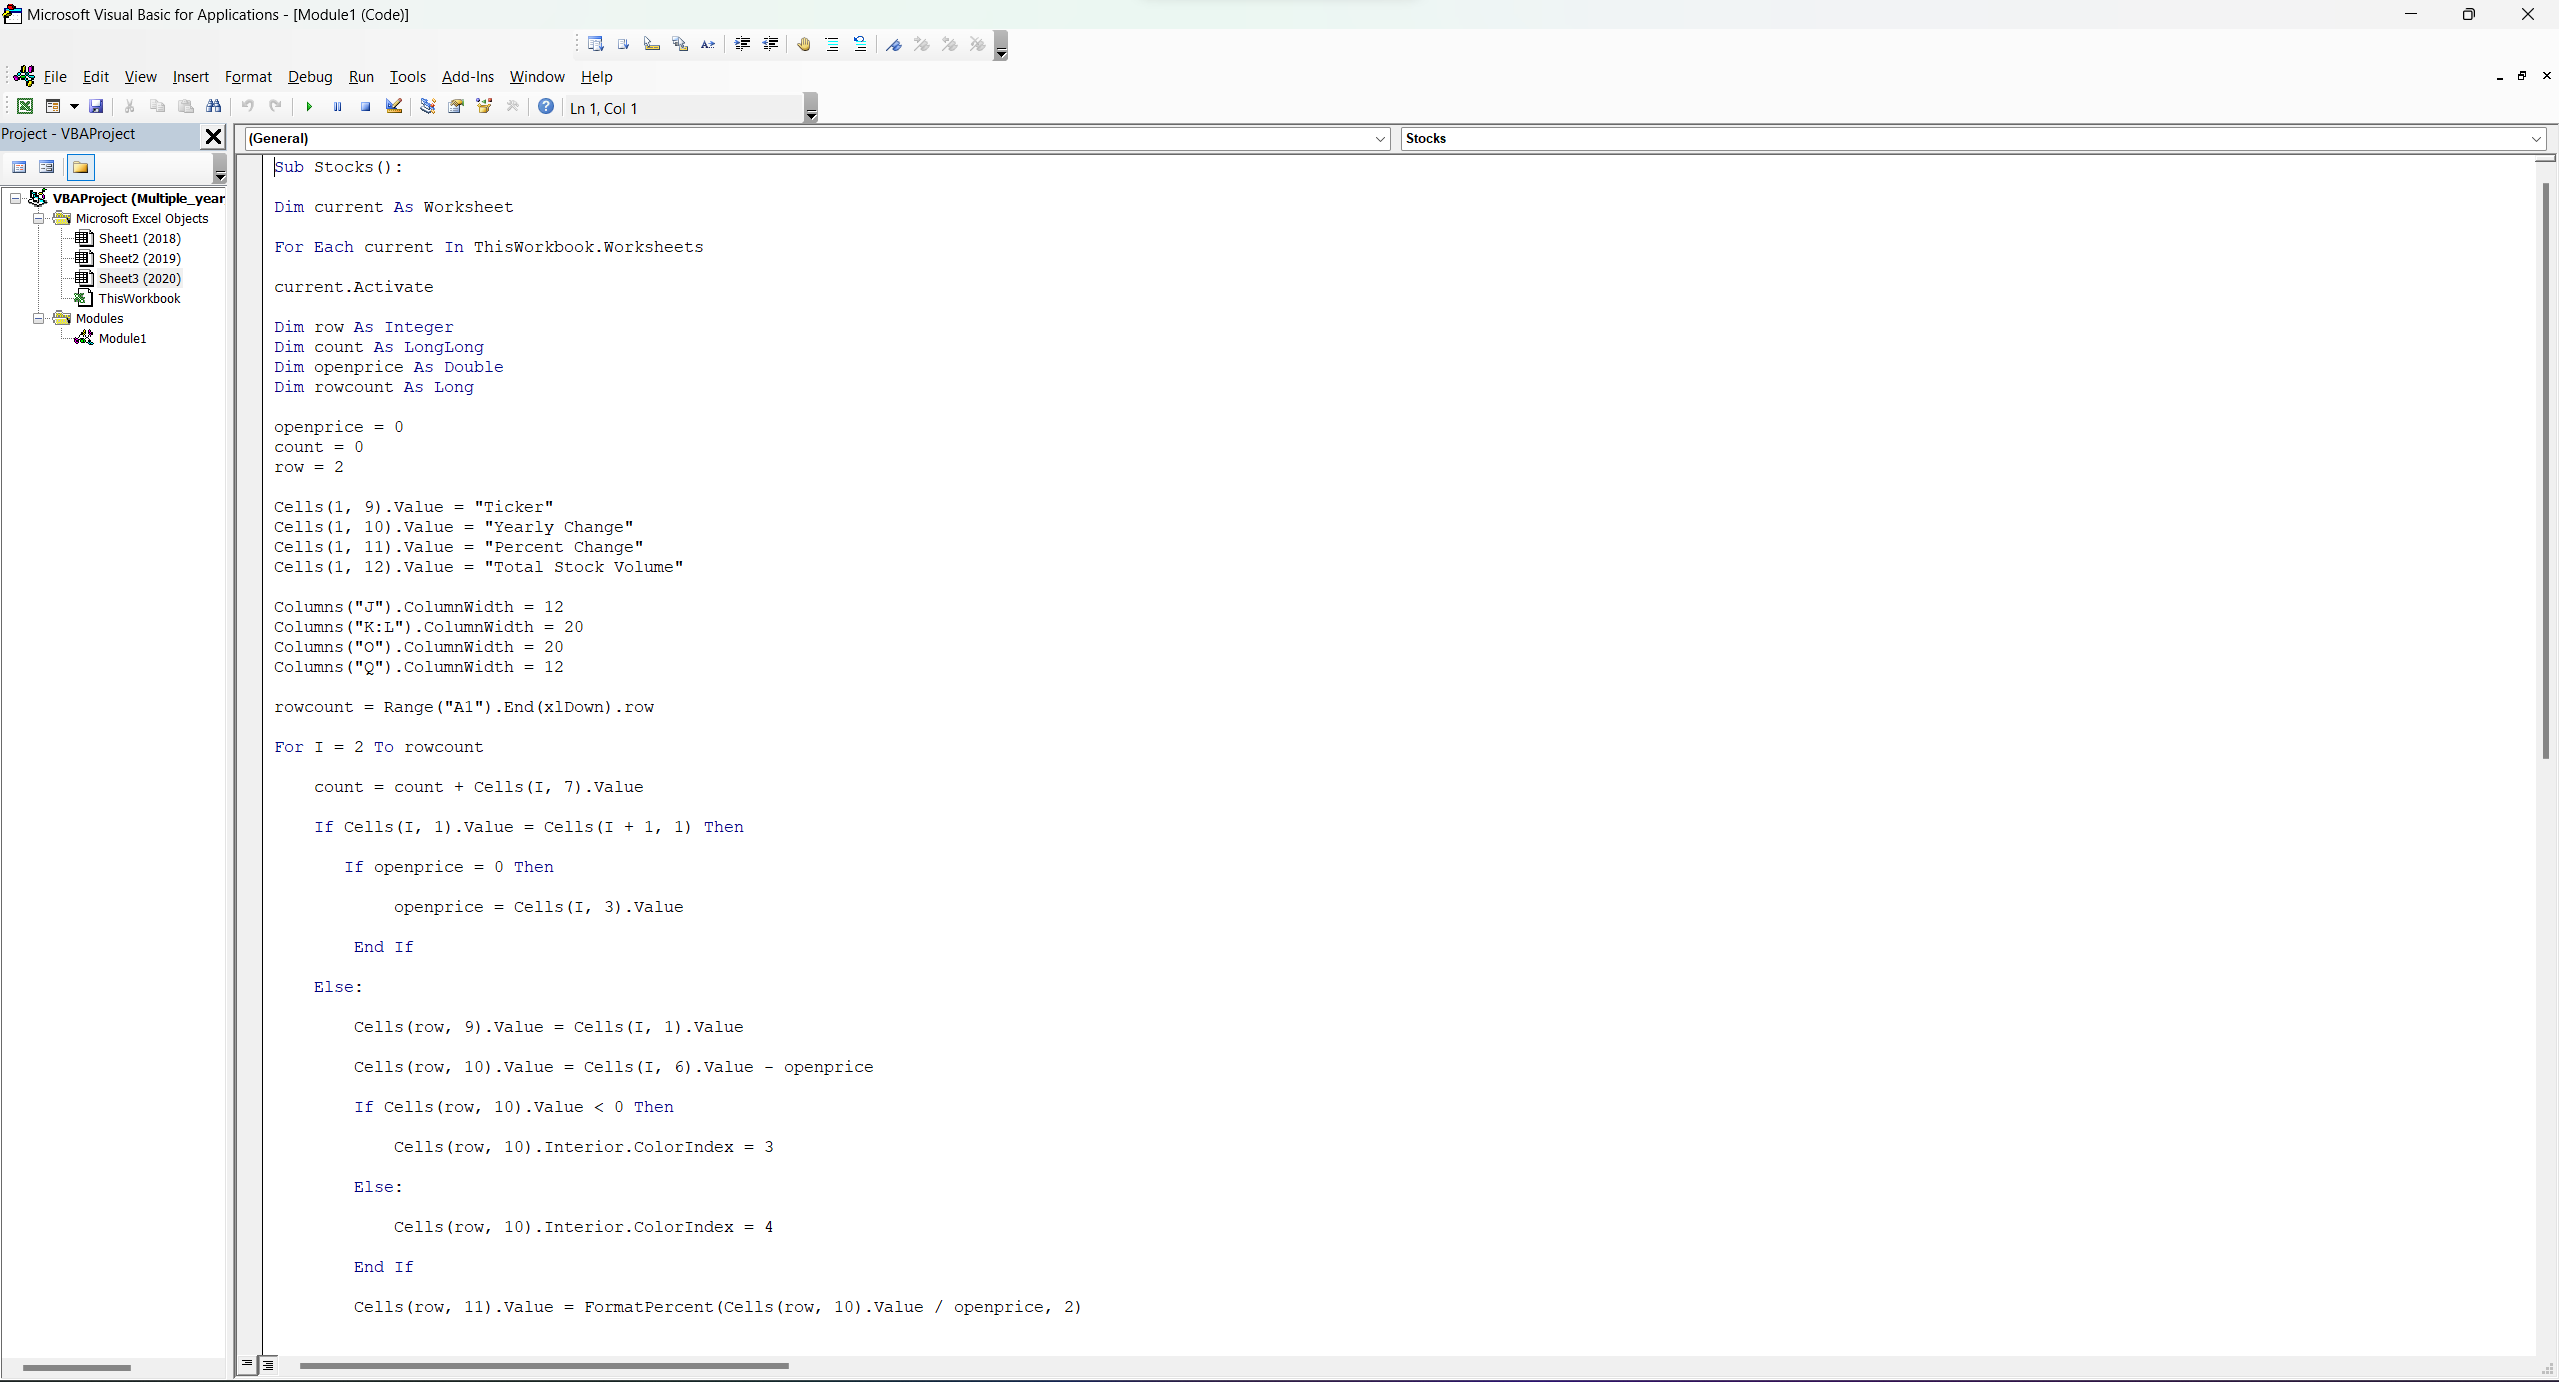 Microsoft Visual Basic for Applications - [Module1 (Code)]
File Edit View Insert Format Debug Run Tools Add-Ins Window Help
Ln 1, Col 1
Project - VBAProject
(General)
Stocks
VBAProject (Multiple_year
Microsoft Excel Objects
Sheet1 (2018)
Sheet2 (2019)
Sheet3 (2020)
ThisWorkbook
Modules
Module1
Sub Stocks():
Dim current As Worksheet
For Each current In ThisWorkbook.Worksheets
current.Activate
Dim row As Integer
Dim count As LongLong
Dim openprice As Double
Dim rowcount As Long
openprice = 0
count = 0
row = 2
Cells(1, 9).Value = "Ticker"
Cells(1, 10).Value = "Yearly Change"
Cells(1, 11).Value = "Percent Change"
Cells(1, 12).Value = "Total Stock Volume"
Columns("J").ColumnWidth = 12
Columns("K:L").ColumnWidth = 20
Columns("O").ColumnWidth = 20
Columns("Q").ColumnWidth = 12
rowcount = Range("A1").End(xlDown).row
For I = 2 To rowcount
count = count + Cells(I, 7).Value
If Cells(I, 1).Value = Cells(I + 1, 1) Then
If openprice = 0 Then
openprice = Cells(I, 3).Value
End If
Else:
Cells(row, 9).Value = Cells(I, 1).Value
Cells(row, 10).Value = Cells(I, 6).Value - openprice
If Cells(row, 10).Value < 0 Then
Cells(row, 10).Interior.ColorIndex = 3
Else:
Cells(row, 10).Interior.ColorIndex = 4
End If
Cells(row, 11).Value = FormatPercent(Cells(row, 10).Value / openprice, 2)